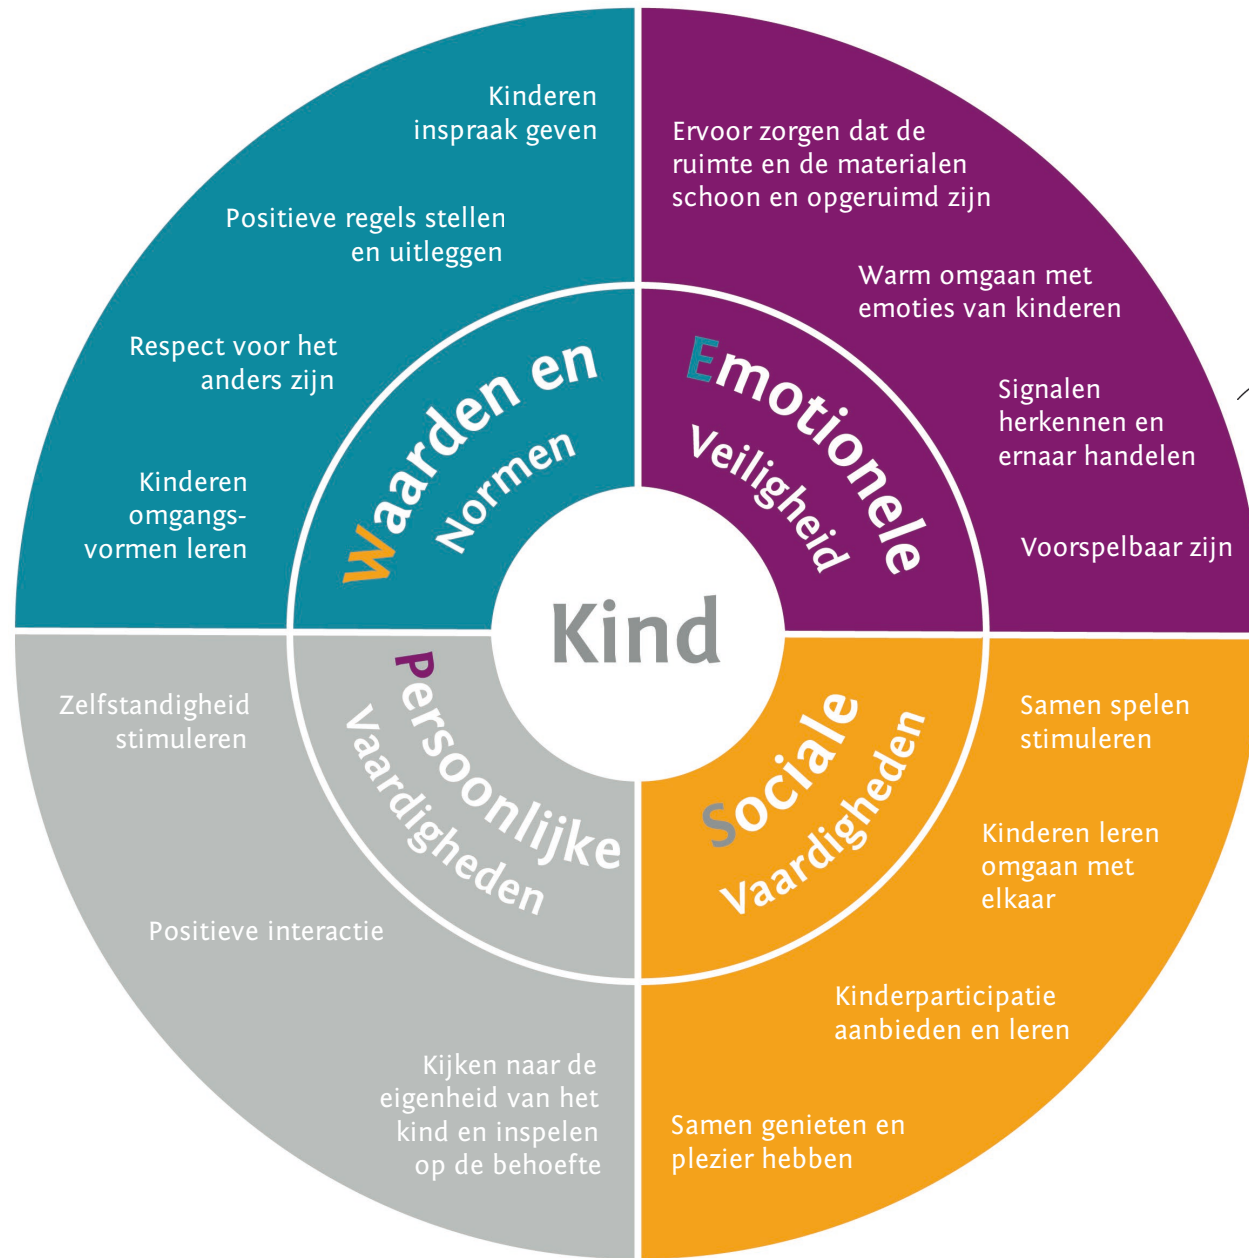 Kinderen
inspraak geven
Positieve regels stellen
en uitleggen
Respect voor het
anders zijn
Kinderen
omgangs-
vormen leren
Waarden en
Normen
Ervoor zorgen dat de
ruimte en de materialen
schoon en opgeruimd zijn
Warm omgaan met
emoties van kinderen
Signalen
herkennen en
ernaar handelen
Voorspelbaar zijn
Emotionele
Veiligheid
Kind
Zelfstandigheid
stimuleren
Positieve interactie
Kijken naar de
eigenheid van het
kind en inspelen
op de behoefte
Persoonlijke
Vaardigheden
Sociale
Vaardigheden
Samen spelen
stimuleren
Kinderen leren
omgaan met
elkaar
Kinderparticipatie
aanbieden en leren
Samen genieten en
plezier hebben